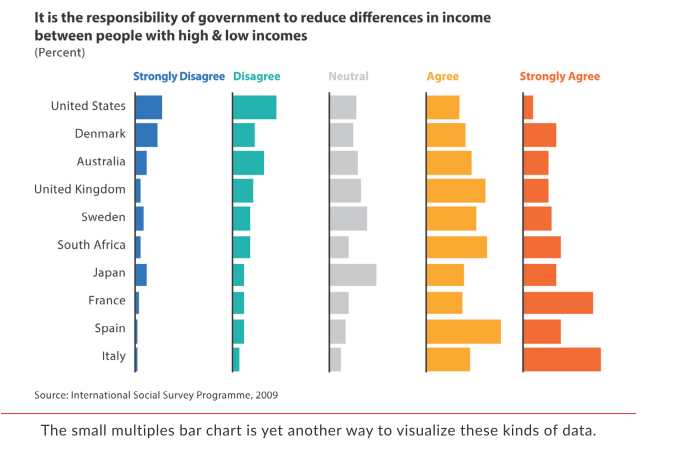 It is the responsibility of government to reduce differences in income
between people with high & low incomes
(Percent)
Strongly Disagree Disagree Neutral Agree Strongly Agree
United States
Denmark
Australia
United Kingdom
Sweden
South Africa
Japan
France
Spain
Italy
Source: International Social Survey Programme, 2009
The small multiples bar chart is yet another way to visualize these kinds of data.